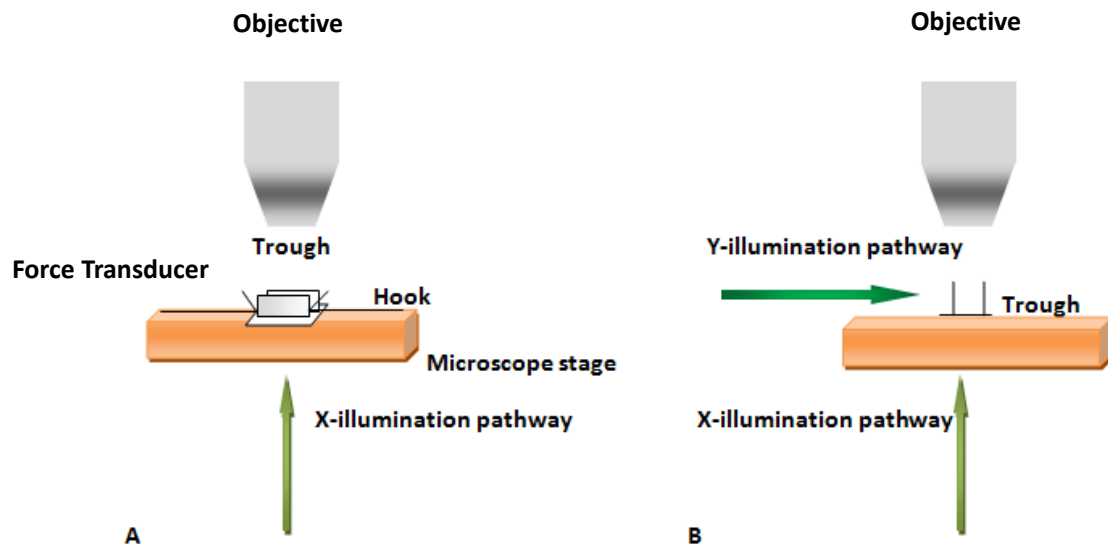 Objective
Trough
Force Transducer
Hook
Microscope stage
X-illumination pathway
A
Objective
Y-illumination pathway
Trough
X-illumination pathway
B